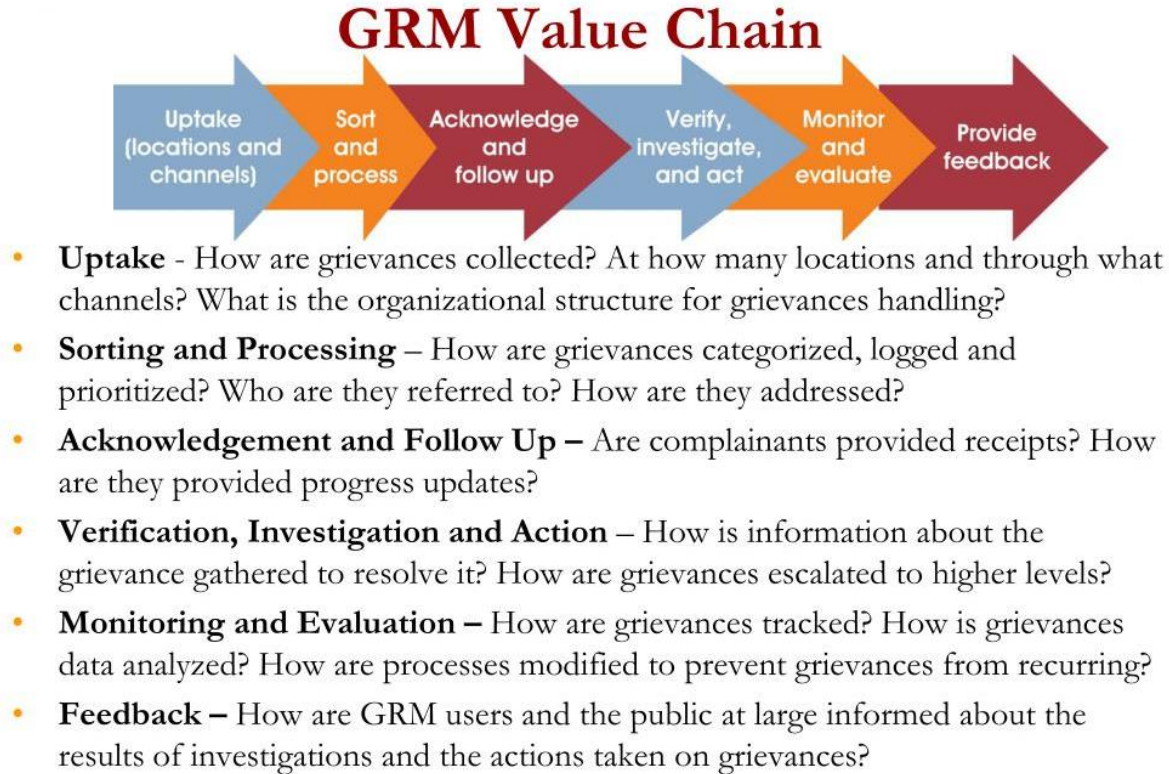 GRM Value Chain
Uptake
(locations and
channels)
Sort
and
process
Acknowledge
and
follow up
Verify,
investigate,
and act
Monitor
and
evaluate
Provide
feedback
• Uptake - How are grievances collected? At how many locations and through what
channels? What is the organizational structure for grievances handling?
• Sorting and Processing – How are grievances categorized, logged and
prioritized? Who are they referred to? How are they addressed?
• Acknowledgement and Follow Up – Are complainants provided receipts? How
are they provided progress updates?
• Verification, Investigation and Action – How is information about the
grievance gathered to resolve it? How are grievances escalated to higher levels?
• Monitoring and Evaluation – How are grievances tracked? How is grievances
data analyzed? How are processes modified to prevent grievances from recurring?
• Feedback – How are GRM users and the public at large informed about the
results of investigations and the actions taken on grievances?